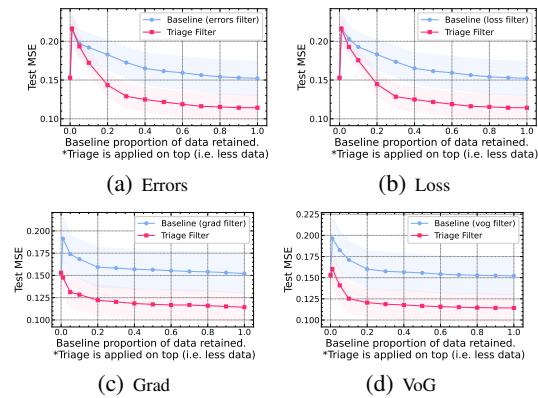 Baseline (errors filter)
Triage Filter
Test MSE
0.20
0.15
0.10
0.0 0.2 0.4 0.6 0.8 1.0
Baseline proportion of data retained.
*Triage is applied on top (i.e. less data)
(a) Errors
Baseline (loss filter)
Triage Filter
Test MSE
0.20
0.15
0.10
0.0 0.2 0.4 0.6 0.8 1.0
Baseline proportion of data retained.
*Triage is applied on top (i.e. less data)
(b) Loss
Baseline (grad filter)
Triage Filter
Test MSE
0.200
0.175
0.150
0.125
0.100
0.0 0.2 0.4 0.6 0.8 1.0
Baseline proportion of data retained.
*Triage is applied on top (i.e. less data)
(c) Grad
Baseline (vog filter)
Triage Filter
Test MSE
0.225
0.200
0.175
0.150
0.125
0.100
0.0 0.2 0.4 0.6 0.8 1.0
Baseline proportion of data retained.
*Triage is applied on top (i.e. less data)
(d) VoG